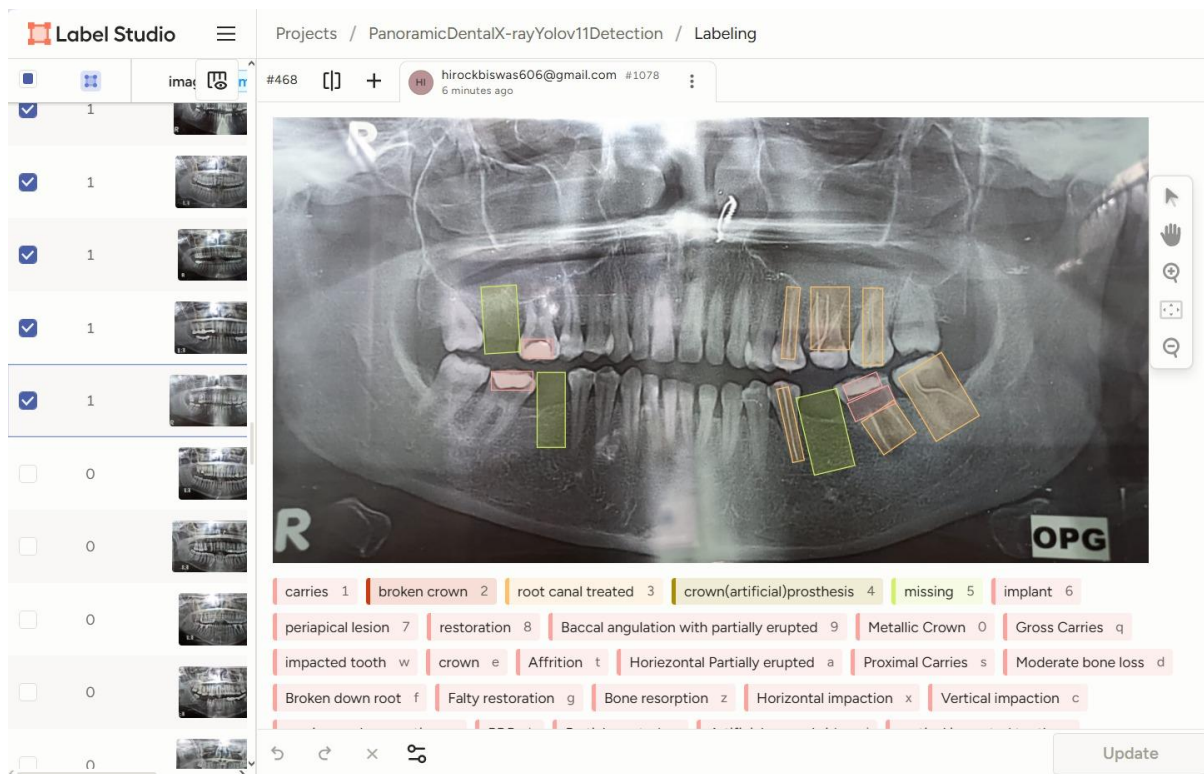 Label Studio
Projects / PanoramicDentalX-rayYolov11Detection / Labeling
#468
HI
hirockbiswas606@gmail.com #1078
6 minutes ago
1
1
1
1
1
0
0
0
0
0
R
R
OPG
carries 1
broken crown 2
root canal treated 3
crown(artificial)prosthesis 4
missing 5
implant 6
periapical lesion 7
restoration 8
Baccal angulation with partially erupted 9
Metallic Crown 0
Gross Carries q
impacted tooth w
crown e
Affrition t
Horiezontal Partially erupted a
Proximal Carries s
Moderate bone loss d
Broken down root f
Falty restoration g
Bone resorption z
Horizontal impaction x
Vertical impaction c
Update